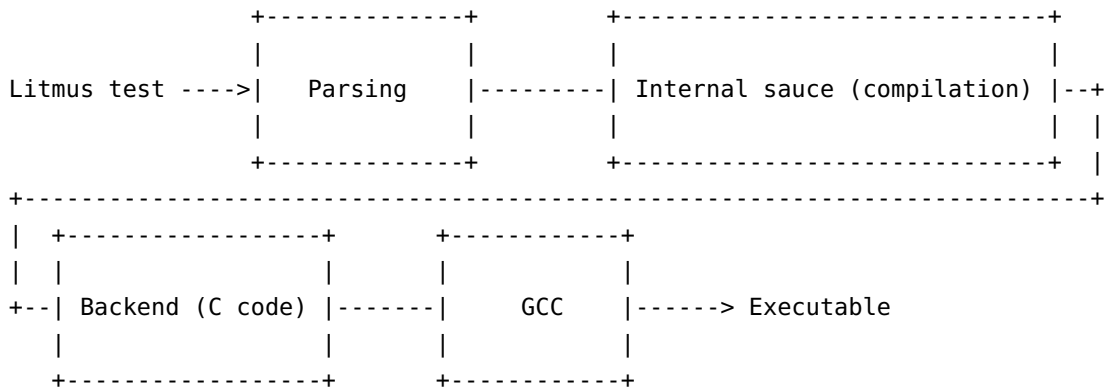 Litmus test ----> Parsing Internal sauce (compilation)
Backend (C code) GCC ------> Executable